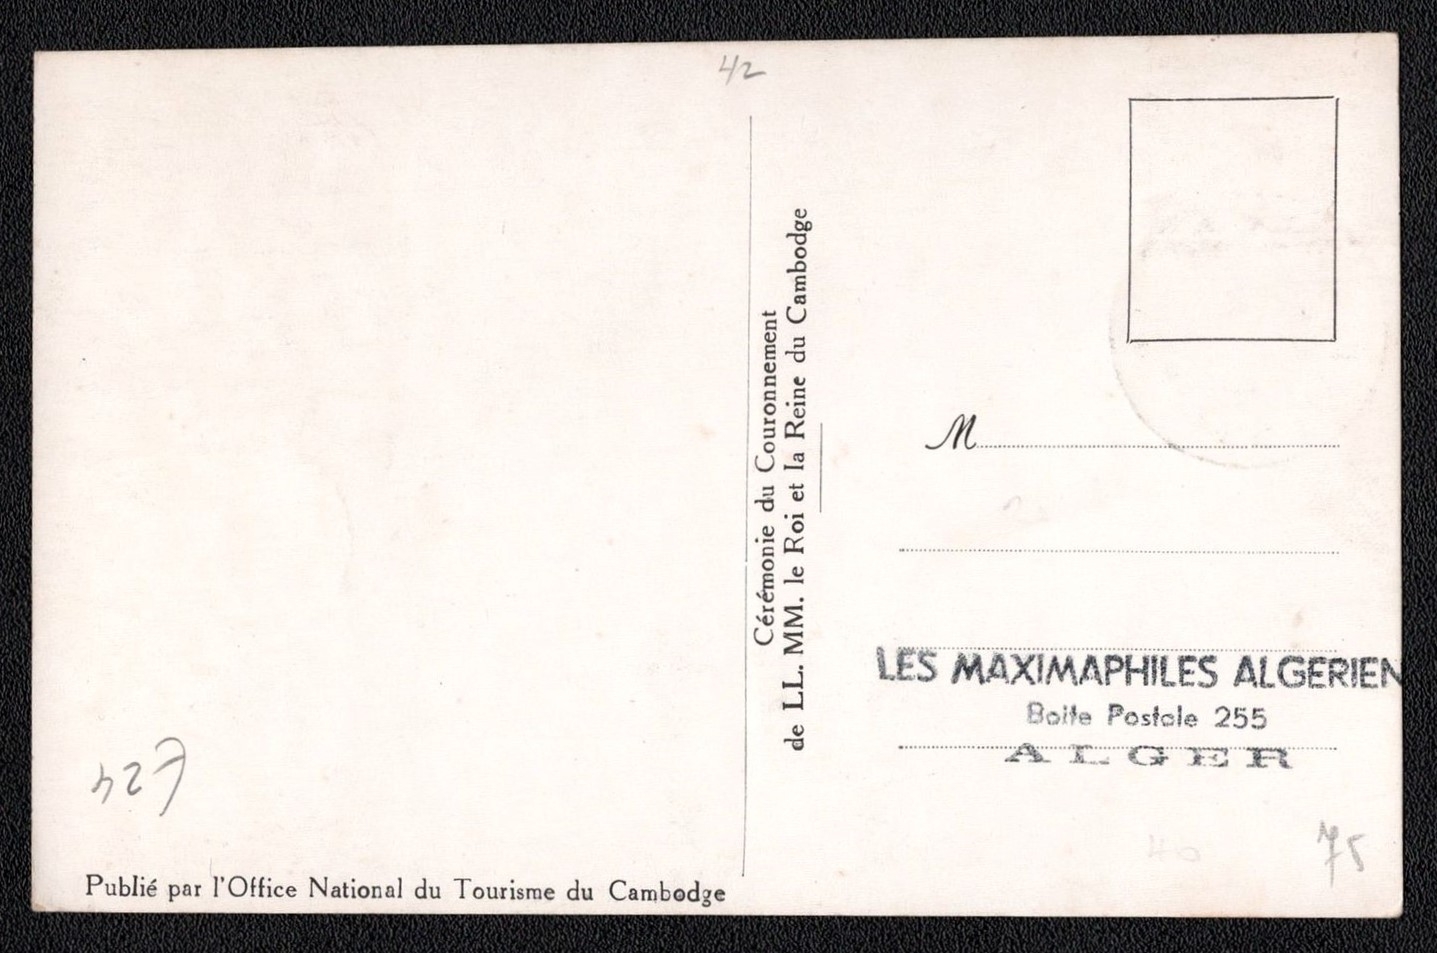 42
Cérémonie du Couronnement
de LL. MM. le Roi et la Reine du Cambodge
M
LES MAXIMAPHILES ALGERIEN
Boite Postale 255
ALGER
75
Publié par l'Office National du Tourisme du Cambodge